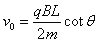 v₀ = qBL / 2m cot θ